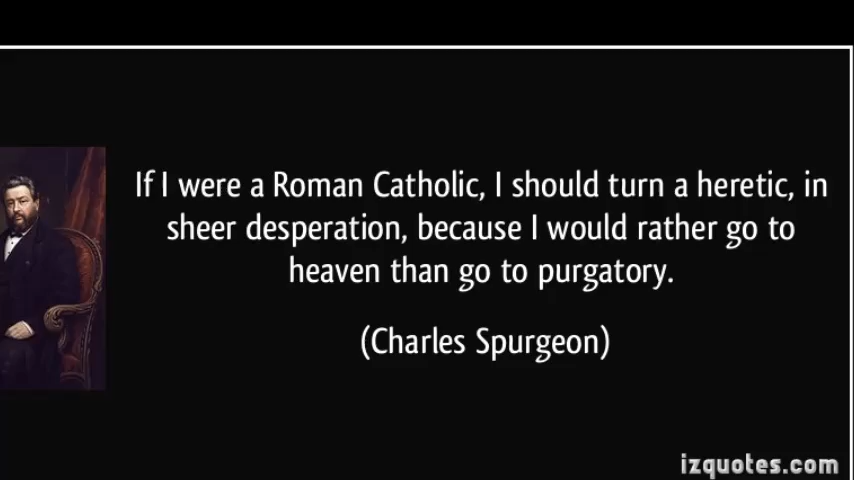 If I were a Roman Catholic, I should turn a heretic, in
sheer desperation, because I would rather go to
heaven than go to purgatory.
(Charles Spurgeon)
izquotes.com